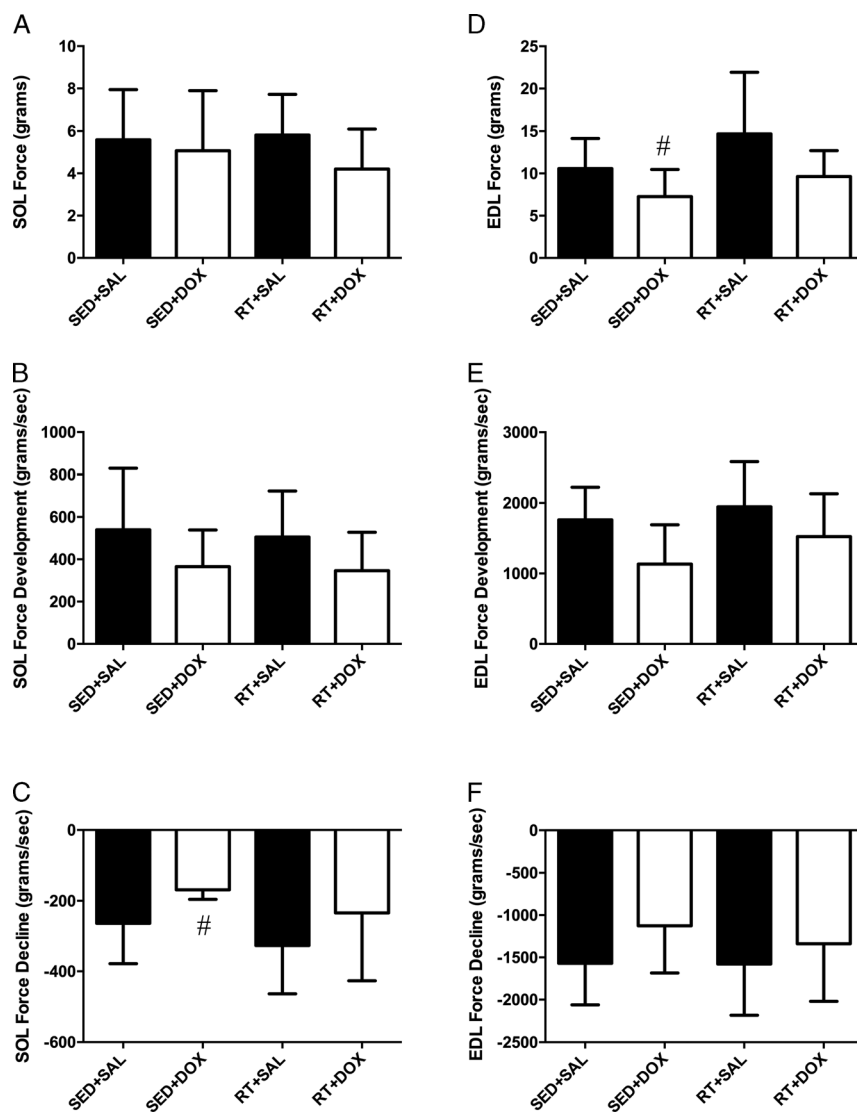 A
SOL Force (grams)
10
8
6
4
2
0
SED+SAL
SED+DOX
RT+SAL
RT+DOX
D
EDL Force (grams)
25
20
15
10
5
0
#
SED+SAL
SED+DOX
RT+SAL
RT+DOX
B
SOL Force Development (grams/sec)
1000
800
600
400
200
0
SED+SAL
SED+DOX
RT+SAL
RT+DOX
E
EDL Force Development (grams/sec)
3000
2000
1000
0
SED+SAL
SED+DOX
RT+SAL
RT+DOX
C
SOL Force Decline (grams/sec)
0
-200
-400
-600
#
SED+SAL
SED+DOX
RT+SAL
RT+DOX
F
EDL Force Decline (grams/sec)
0
-500
-1000
-1500
-2000
-2500
SED+SAL
SED+DOX
RT+SAL
RT+DOX